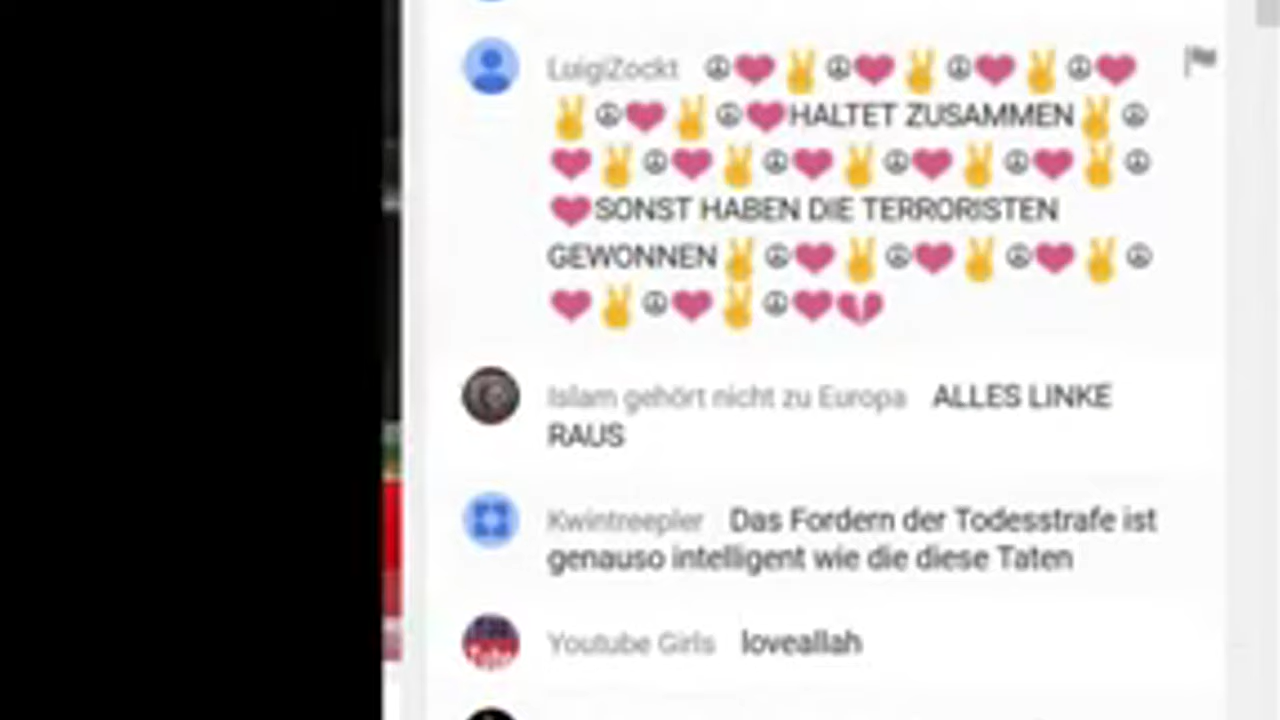 LuigiZockt ☮❤✌☮❤✌☮❤✌☮❤
✌☮❤✌☮❤HALTET ZUSAMMEN✌☮
❤✌☮❤✌☮❤✌☮❤✌☮❤✌☮
❤SONST HABEN DIE TERRORISTEN
GEWONNEN✌☮❤✌☮❤✌☮❤✌☮
❤✌☮❤✌☮❤💔
Islam gehört nicht zu Europa ALLES LINKE
RAUS
Kwintreepler Das Fordern der Todesstrafe ist
genauso intelligent wie die diese Taten
Youtube Girls loveallah